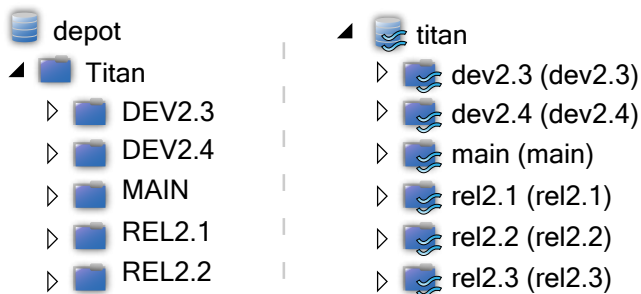 depot
Titan
DEV2.3
DEV2.4
MAIN
REL2.1
REL2.2
titan
dev2.3 (dev2.3)
dev2.4 (dev2.4)
main (main)
rel2.1 (rel2.1)
rel2.2 (rel2.2)
rel2.3 (rel2.3)